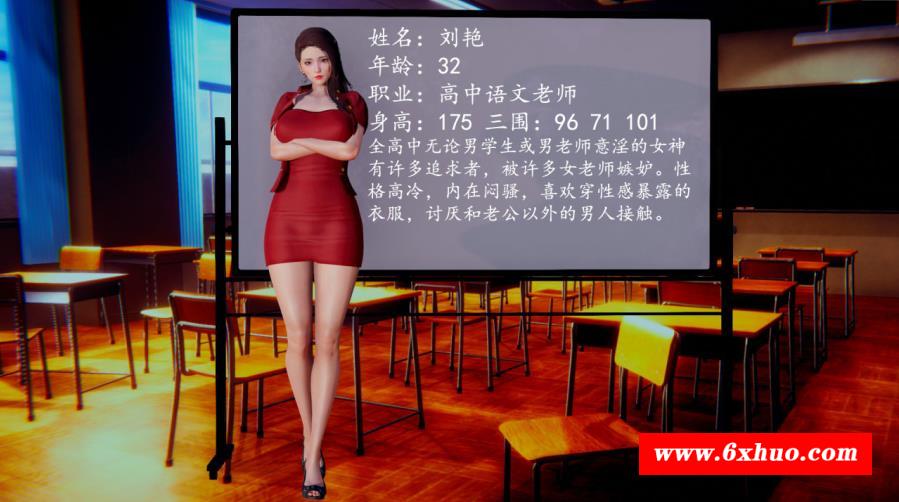 姓名：刘艳
年龄：32
职业：高中语文老师
身高：175 三围：96 71 101
全高中无论男学生或男老师意淫的女神
有许多追求者，被许多女老师嫉妒。性
格高冷，内在闷骚，喜欢穿性感暴露的
衣服，讨厌和老公以外的男人接触。
www.6xhuo.com